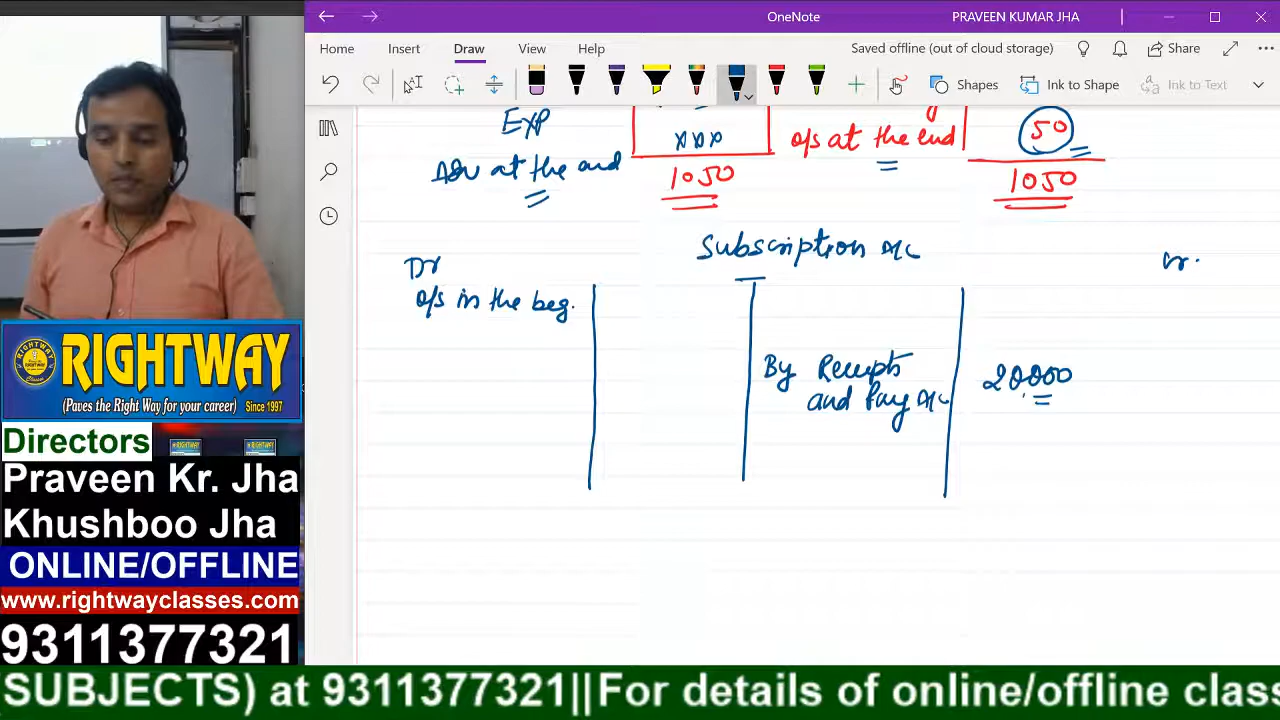 OneNote
PRAVEEN KUMAR JHA
Home Insert Draw View Help
Saved offline (out of cloud storage)
Share
Shapes
Ink to Shape
Ink to Text
Exp
Adv at the end
xxx
1050
o/s at the end
50
1050
Subscription A/c
Dr
Cr.
o/s in the beg.
By Receipts
and Pay A/c
20,000
RIGHTWAY
(Paves the Right Way for your career) Since 1997
Directors
Praveen Kr. Jha
Khushboo Jha
ONLINE/OFFLINE
www.rightwayclasses.com
9311377321
(SUBJECTS) at 9311377321||For details of online/offline class